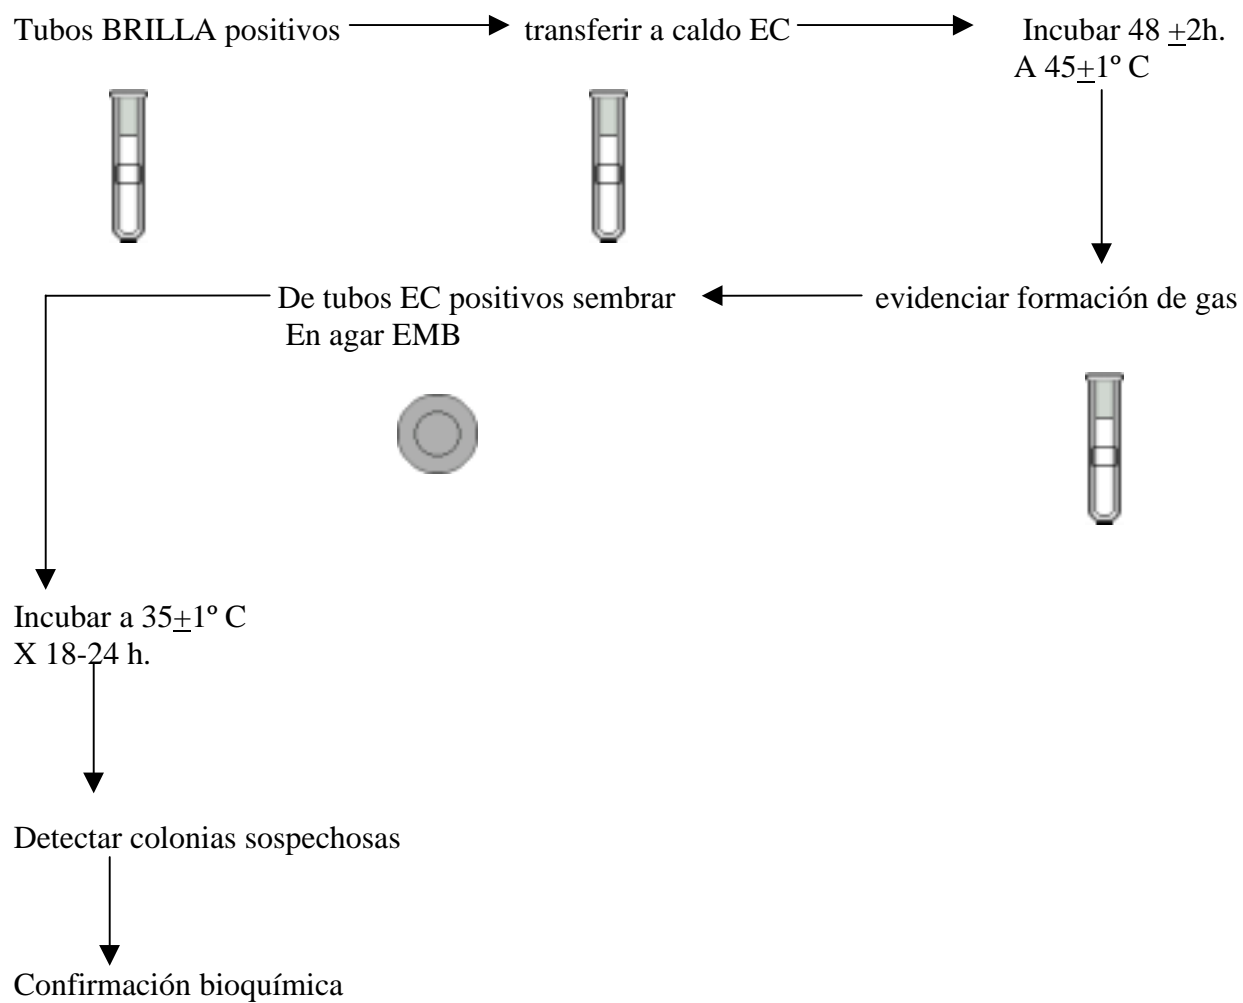 Tubos BRILLA positivos
transferir a caldo EC
Incubar 48 ±2h.
A 45±1º C
evidenciar formación de gas
De tubos EC positivos sembrar
En agar EMB
Incubar a 35±1º C
X 18-24 h.
Detectar colonias sospechosas
Confirmación bioquímica